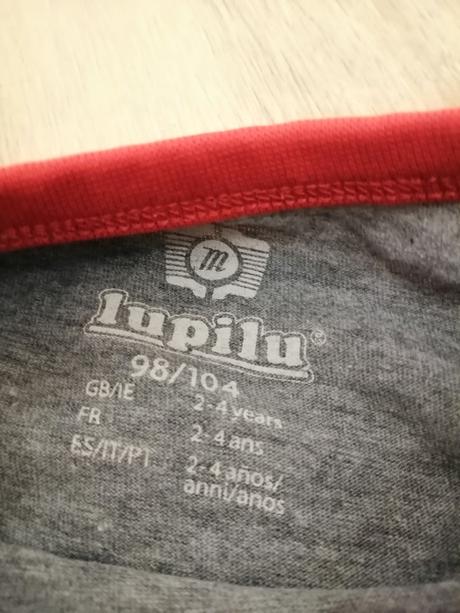 m
lupilu®
98/104
GB/IE 2-4 years
FR 2-4 ans
ES/IT/PT 2-4 años/
anni/anos